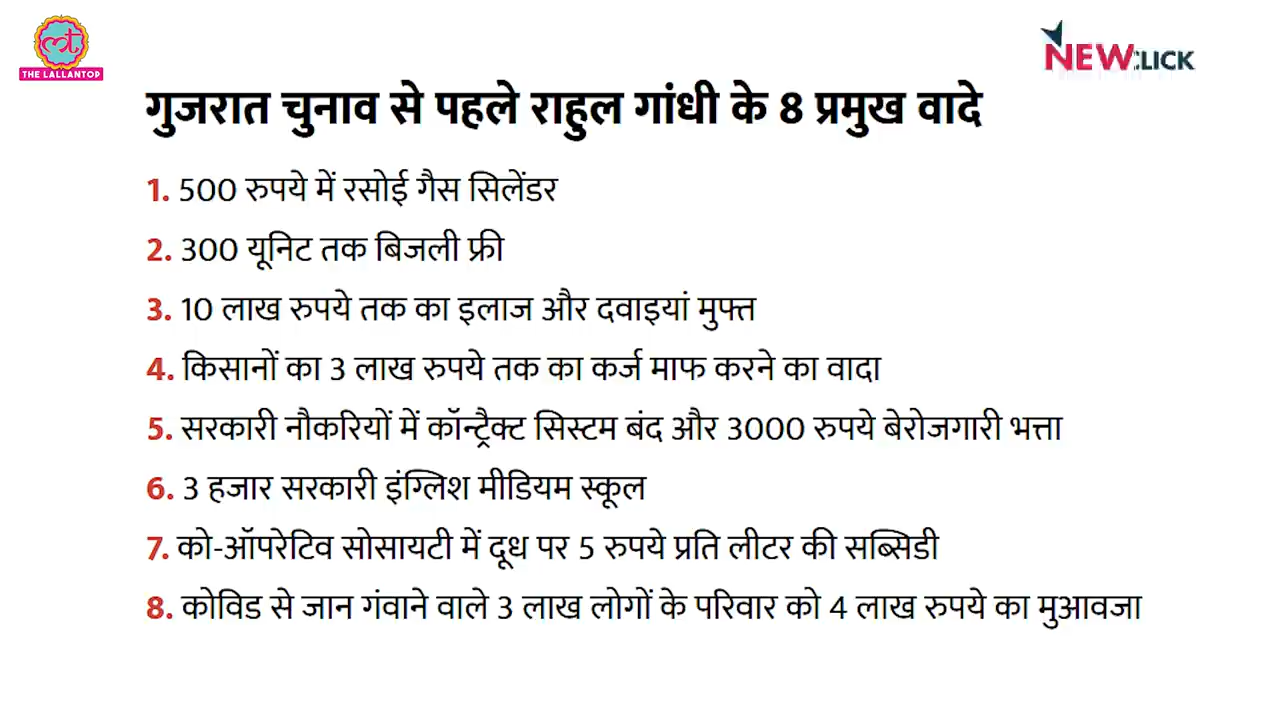 mt
THE LALLANTOP
NEWCLICK
गुजरात चुनाव से पहले राहुल गांधी के 8 प्रमुख वादे
1. 500 रुपये में रसोई गैस सिलेंडर
2. 300 यूनिट तक बिजली फ्री
3. 10 लाख रुपये तक का इलाज और दवाइयां मुफ्त
4. किसानों का 3 लाख रुपये तक का कर्ज माफ करने का वादा
5. सरकारी नौकरियों में कॉन्ट्रैक्ट सिस्टम बंद और 3000 रुपये बेरोजगारी भत्ता
6. 3 हजार सरकारी इंग्लिश मीडियम स्कूल
7. को-ऑपरेटिव सोसायटी में दूध पर 5 रुपये प्रति लीटर की सब्सिडी
8. कोविड से जान गंवाने वाले 3 लाख लोगों के परिवार को 4 लाख रुपये का मुआवजा